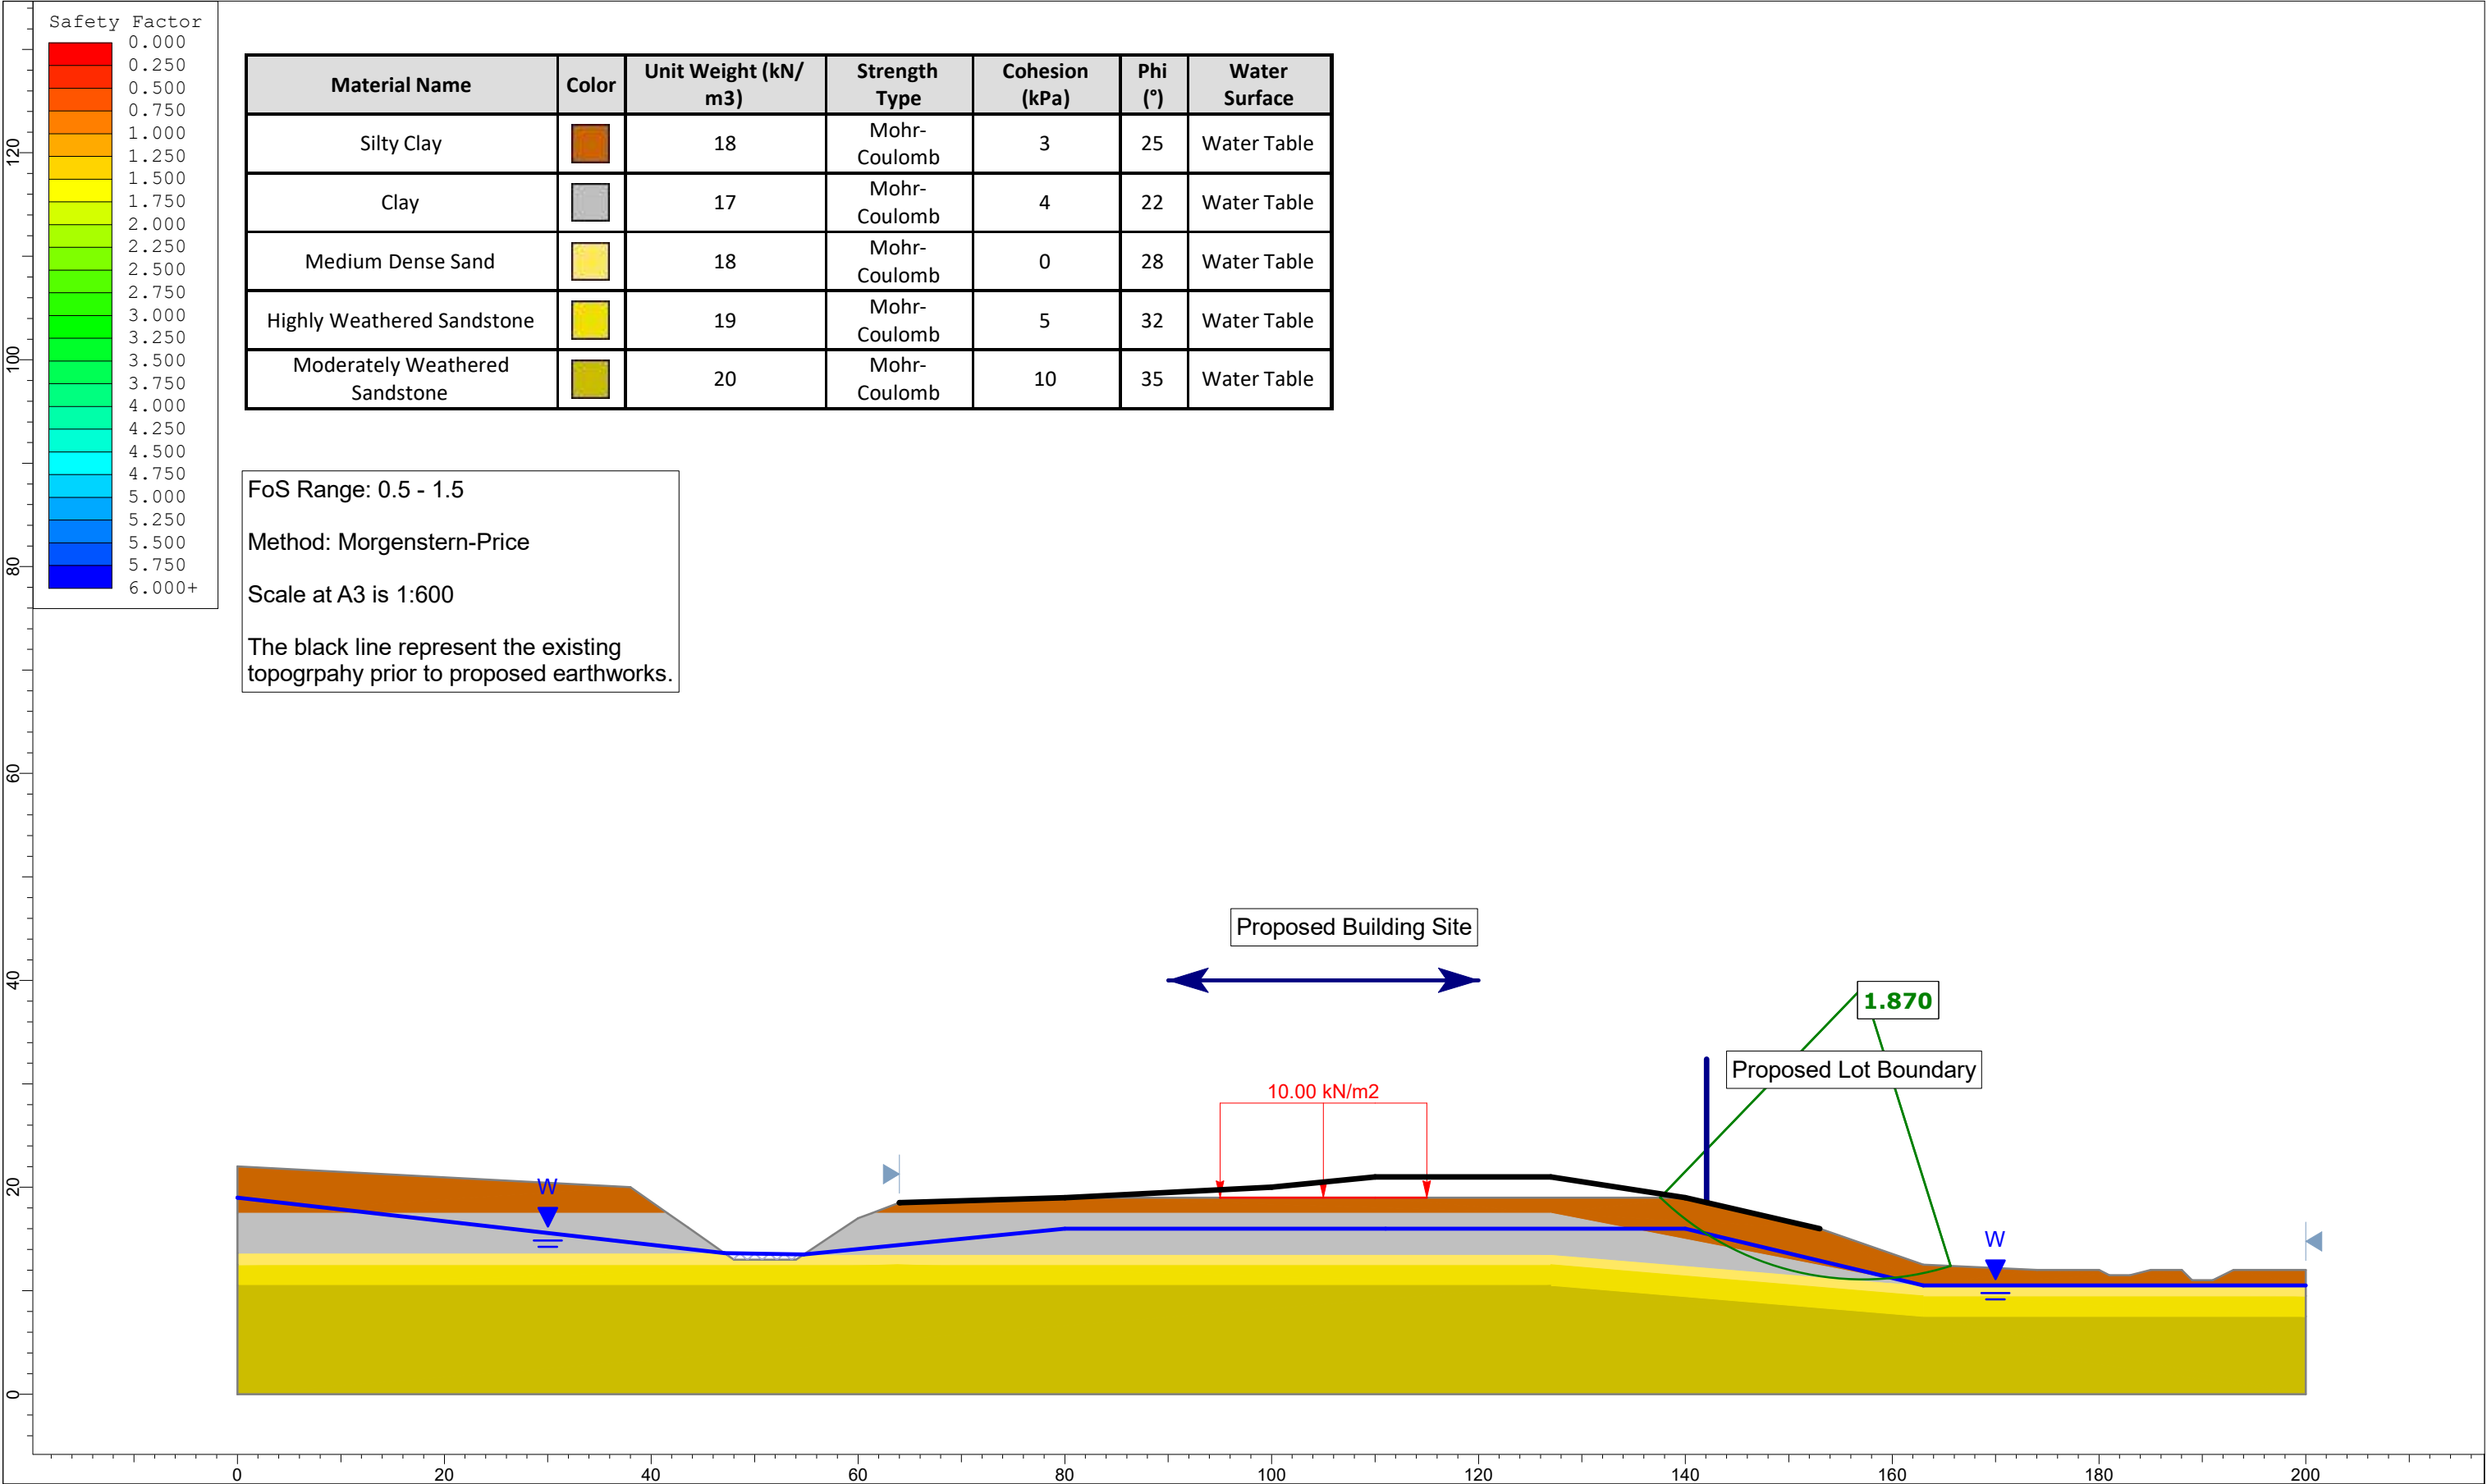 Safety Factor
0.000
0.250
0.500
0.750
1.000
1.250
1.500
1.750
2.000
2.250
2.500
2.750
3.000
3.250
3.500
3.750
4.000
4.250
4.500
4.750
5.000
5.250
5.500
5.750
6.000+
Material Name Color Unit Weight (kN/ m3) Strength Type Cohesion (kPa) Phi (°) Water Surface
Silty Clay 18 Mohr-Coulomb 3 25 Water Table
Clay 17 Mohr-Coulomb 4 22 Water Table
Medium Dense Sand 18 Mohr-Coulomb 0 28 Water Table
Highly Weathered Sandstone 19 Mohr-Coulomb 5 32 Water Table
Moderately Weathered Sandstone 20 Mohr-Coulomb 10 35 Water Table
FoS Range: 0.5 - 1.5
Method: Morgenstern-Price
Scale at A3 is 1:600
The black line represent the existing
topogrpahy prior to proposed earthworks.
Proposed Building Site
1.870
Proposed Lot Boundary
10.00 kN/m2
W
W
120
100
80
60
40
20
0
0 20 40 60 80 100 120 140 160 180 200